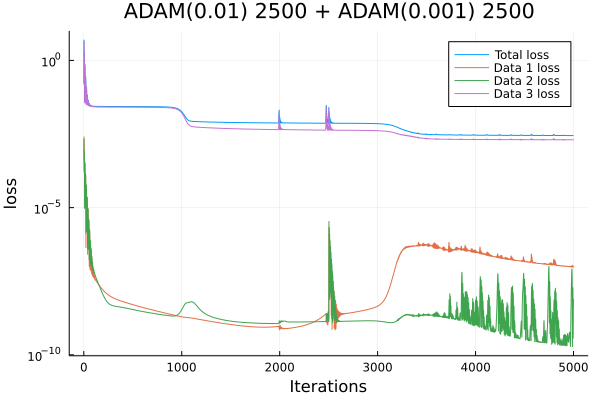 ADAM(0.01) 2500 + ADAM(0.001) 2500
10^0
10^-5
10^-10
loss
Total loss
Data 1 loss
Data 2 loss
Data 3 loss
0 1000 2000 3000 4000 5000
Iterations